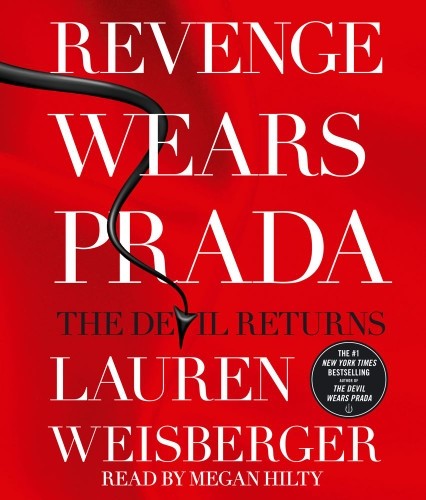 REVENGE
WEARS
PRADA
THE DEVIL RETURNS
LAUREN
THE #1
NEW YORK TIMES
BESTSELLING
AUTHOR OF
THE DEVIL
WEARS PRADA
WEISBERGER
READ BY MEGAN HILTY